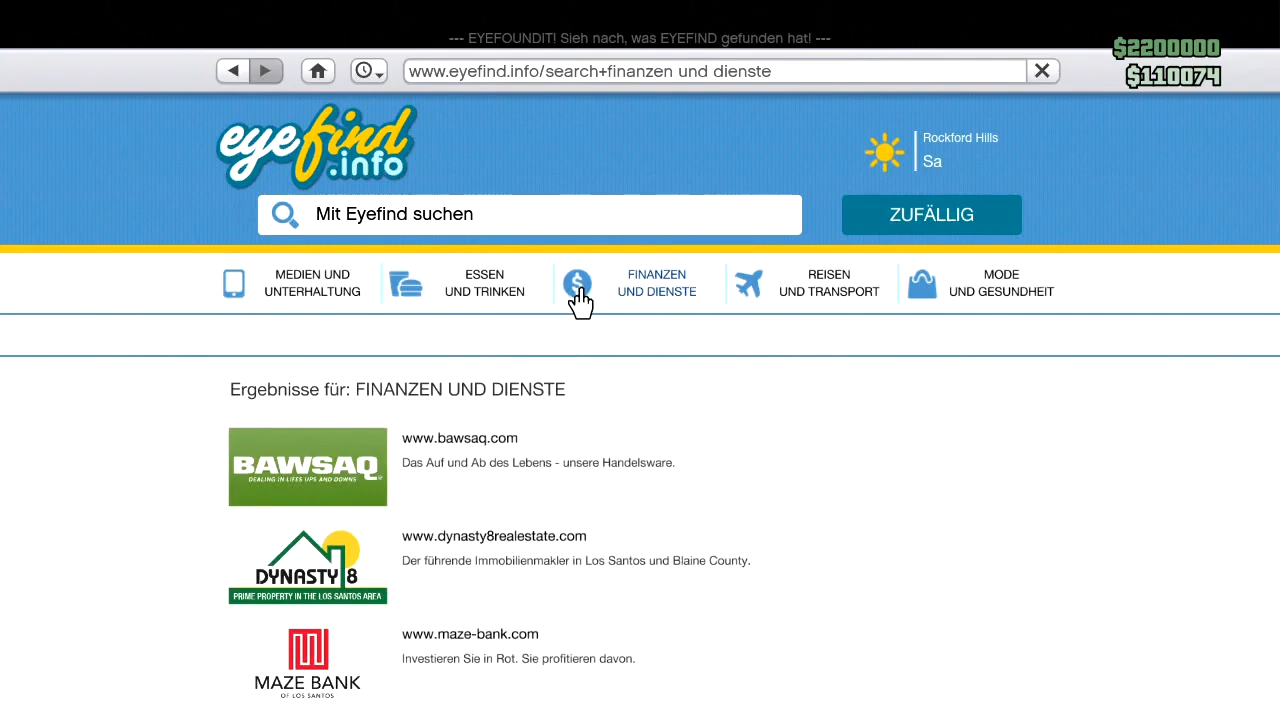 --- EYEFOUNDIT! Sieh nach, was EYEFIND gefunden hat! ---
$2200000
$110074
www.eyefind.info/search+finanzen und dienste
eyefind.info
Rockford Hills
Sa
Mit Eyefind suchen
ZUFÄLLIG
MEDIEN UND
UNTERHALTUNG
ESSEN
UND TRINKEN
FINANZEN
UND DIENSTE
REISEN
UND TRANSPORT
MODE
UND GESUNDHEIT
Ergebnisse für: FINANZEN UND DIENSTE
BAWSAQ
DEALING IN LIFES UPS AND DOWNS
www.bawsaq.com
Das Auf und Ab des Lebens - unsere Handelsware.
DYNASTY 8
PRIME PROPERTY IN THE LOS SANTOS AREA
www.dynasty8realestate.com
Der führende Immobilienmakler in Los Santos und Blaine County.
MAZE BANK
OF LOS SANTOS
www.maze-bank.com
Investieren Sie in Rot. Sie profitieren davon.